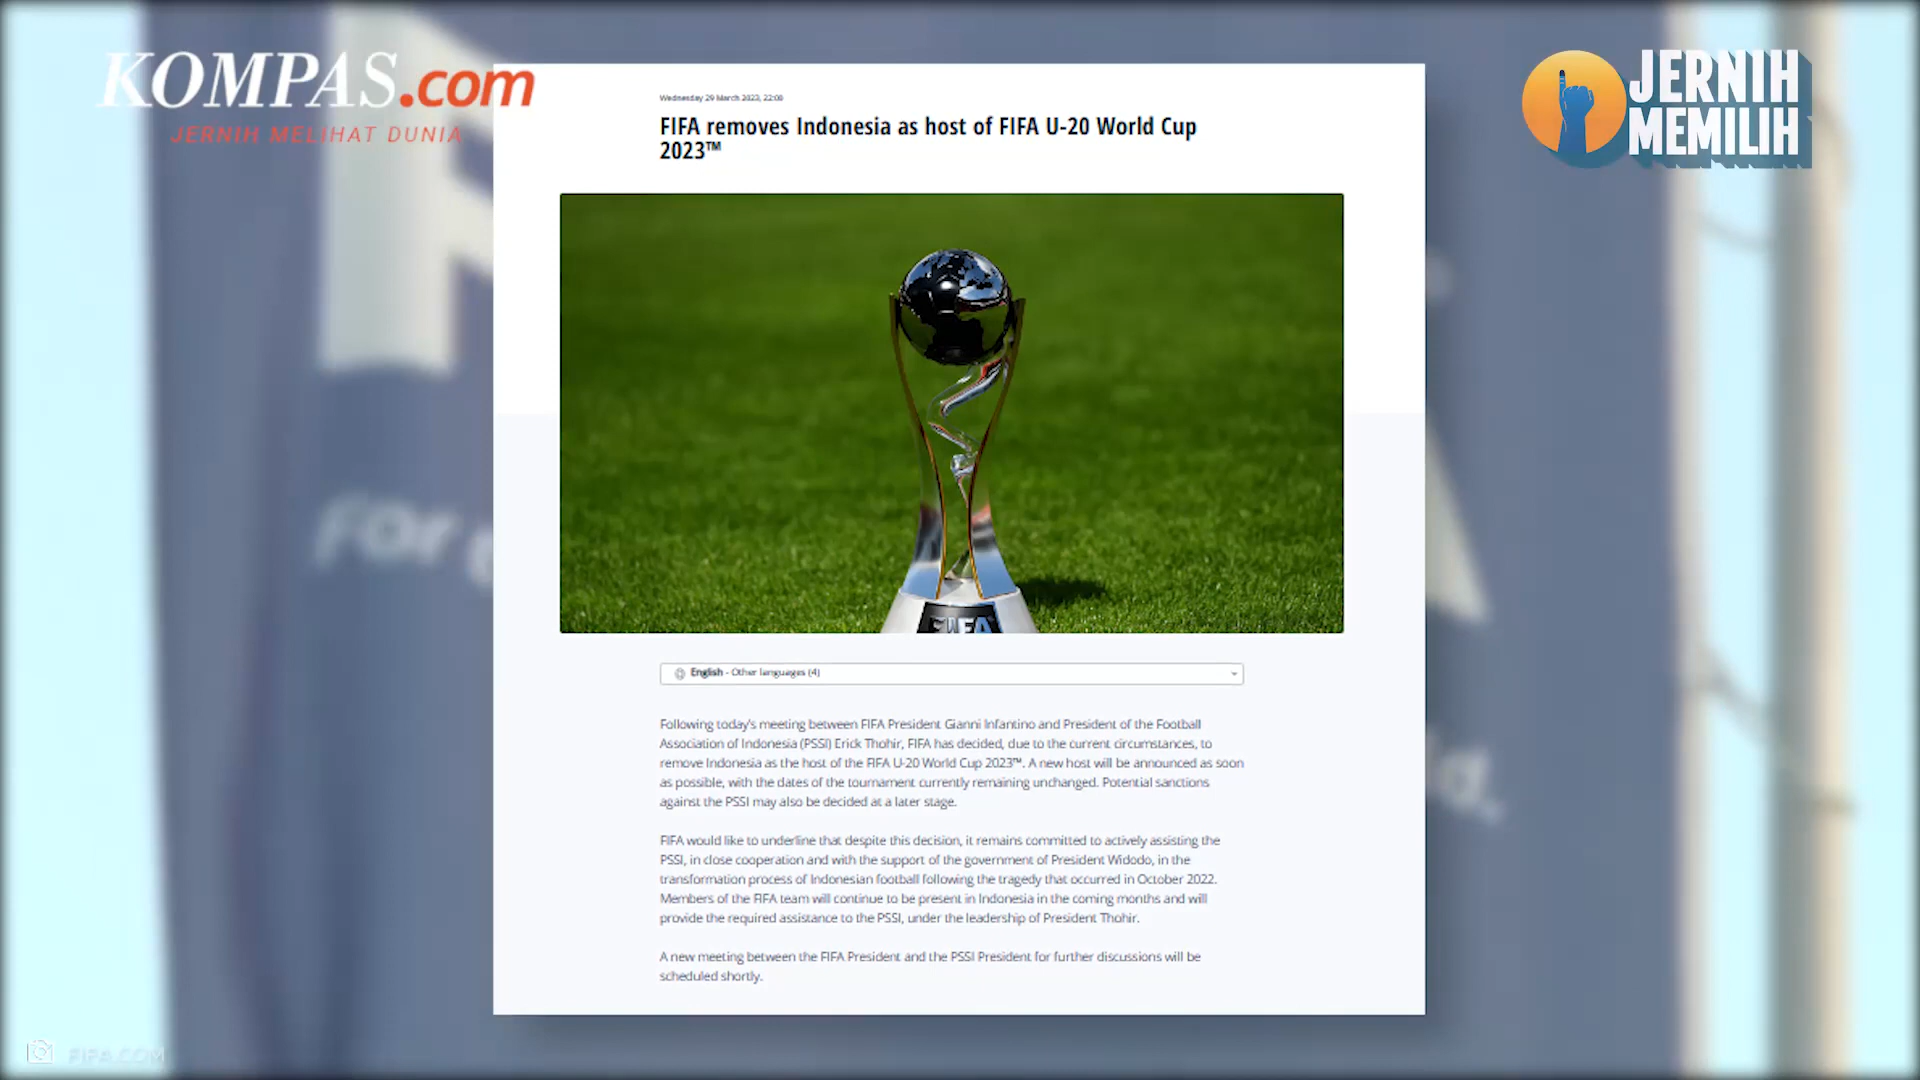 KOMPAS.com
JERNIH MELIHAT DUNIA
JERNIH
MEMILIH
Wednesday 29 March 2023, 22:00
FIFA removes Indonesia as host of FIFA U-20 World Cup
2023™
FIFA
English - Other languages (4)
Following today's meeting between FIFA President Gianni Infantino and President of the Football
Association of Indonesia (PSSI) Erick Thohir, FIFA has decided, due to the current circumstances, to
remove Indonesia as the host of the FIFA U-20 World Cup 2023™. A new host will be announced as soon
as possible, with the dates of the tournament currently remaining unchanged. Potential sanctions
against the PSSI may also be decided at a later stage.
FIFA would like to underline that despite this decision, it remains committed to actively assisting the
PSSI, in close cooperation and with the support of the government of President Widodo, in the
transformation process of Indonesian football following the tragedy that occurred in October 2022.
Members of the FIFA team will continue to be present in Indonesia in the coming months and will
provide the required assistance to the PSSI, under the leadership of President Thohir.
A new meeting between the FIFA President and the PSSI President for further discussions will be
scheduled shortly.
For
FIFA.COM